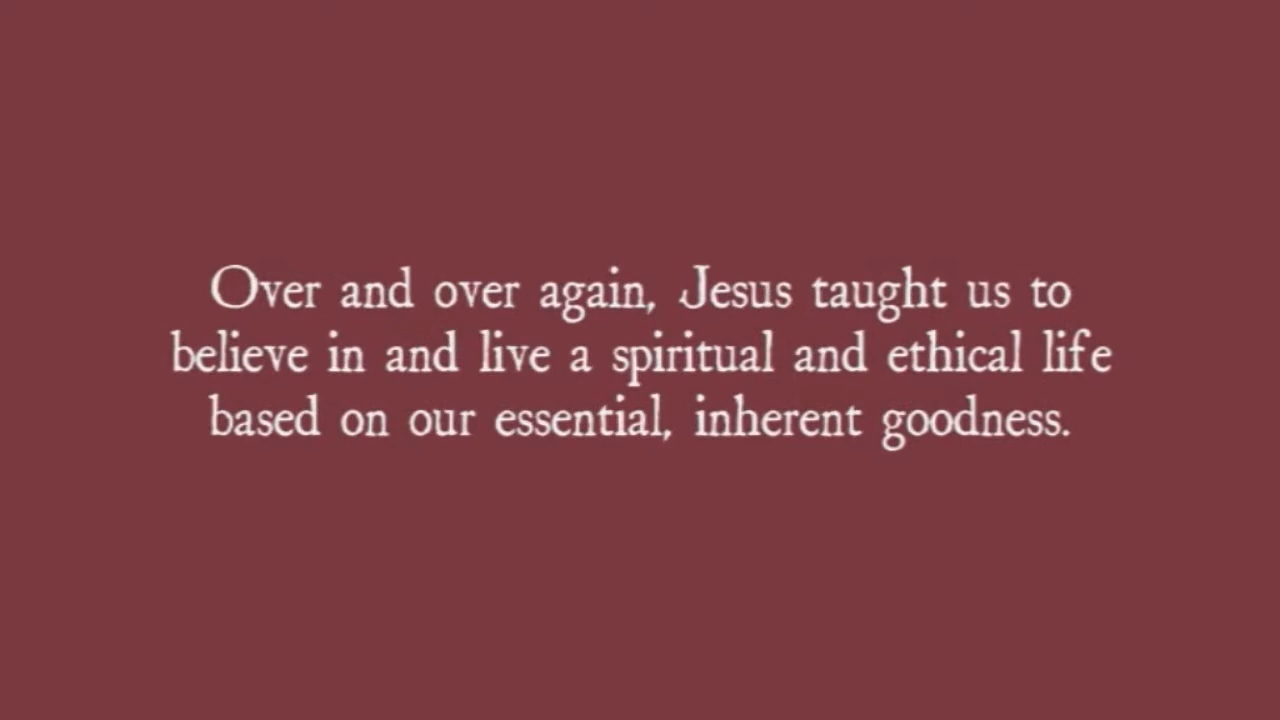 Over and over again, Jesus taught us to
believe in and live a spiritual and ethical life
based on our essential, inherent goodness.